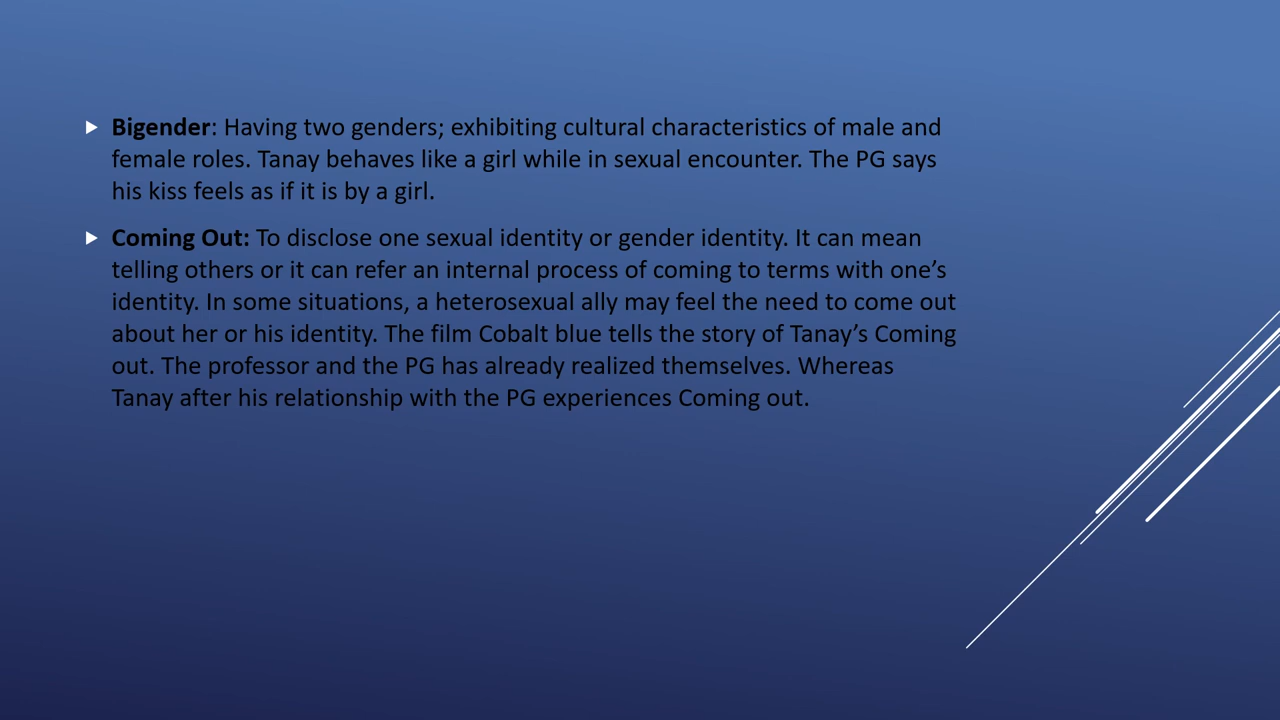 Bigender: Having two genders; exhibiting cultural characteristics of male and
female roles. Tanay behaves like a girl while in sexual encounter. The PG says
his kiss feels as if it is by a girl.
Coming Out: To disclose one sexual identity or gender identity. It can mean
telling others or it can refer an internal process of coming to terms with one’s
identity. In some situations, a heterosexual ally may feel the need to come out
about her or his identity. The film Cobalt blue tells the story of Tanay’s Coming
out. The professor and the PG has already realized themselves. Whereas
Tanay after his relationship with the PG experiences Coming out.